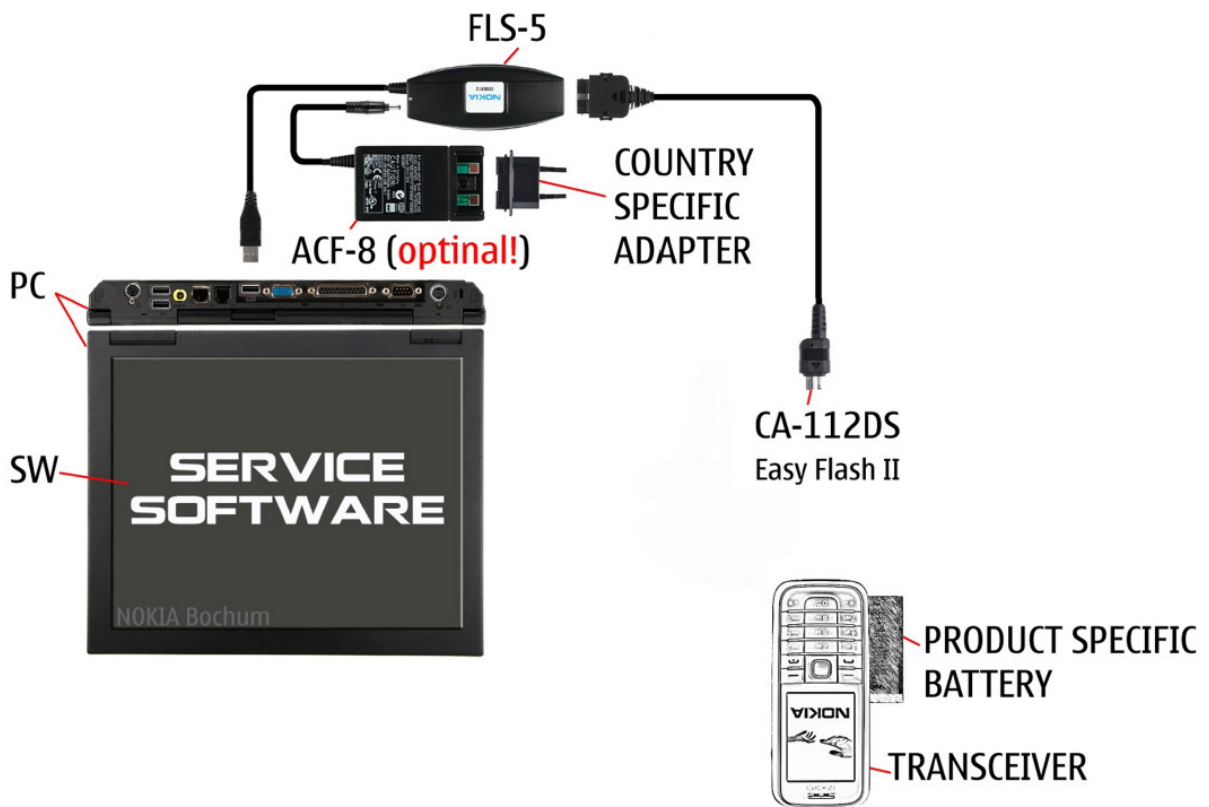 FLS-5
NOKIA
COUNTRY
SPECIFIC
ADAPTER
ACF-8 (optinal!)
PC
CA-112DS
Easy Flash II
SW
SERVICE
SOFTWARE
NOKIA Bochum
PRODUCT SPECIFIC
BATTERY
NOKIA
TRANSCEIVER